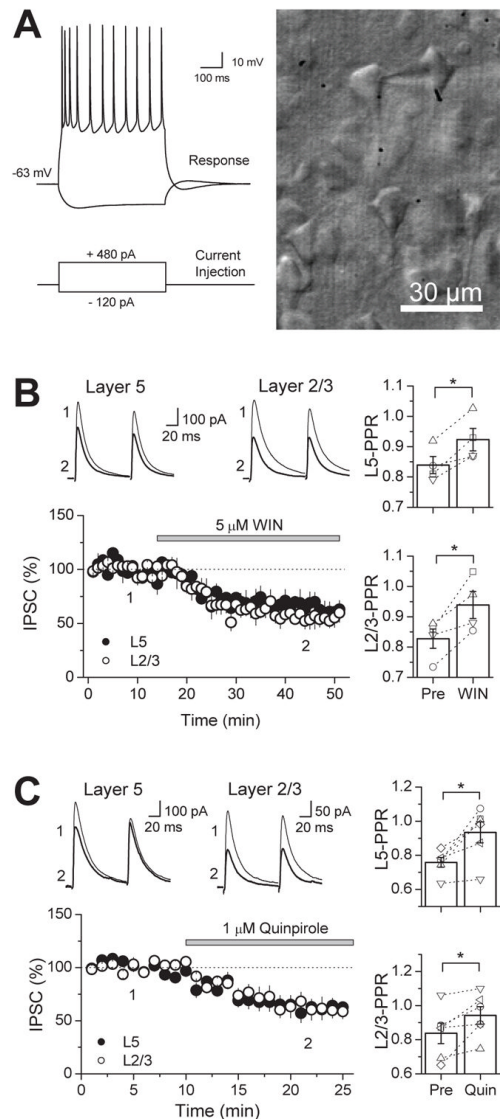 A
10 mV
100 ms
-63 mV
Response
+ 480 pA
Current
Injection
- 120 pA
30 µm
B
Layer 5
Layer 2/3
1
2
100 pA
20 ms
*
L5-PPR
1.1
1.0
0.9
0.8
0.7
5 µM WIN
IPSC (%)
150
100
50
0
1
2
L5
L2/3
0
10
20
30
40
50
Time (min)
*
L2/3-PPR
1.1
1.0
0.9
0.8
0.7
Pre
WIN
C
Layer 5
Layer 2/3
1
2
100 pA
20 ms
1
2
50 pA
20 ms
*
L5-PPR
1.2
1.0
0.8
0.6
1 µM Quinpirole
IPSC (%)
150
100
50
0
1
2
L5
L2/3
0
5
10
15
20
25
Time (min)
*
L2/3-PPR
1.2
1.0
0.8
0.6
Pre
Quin